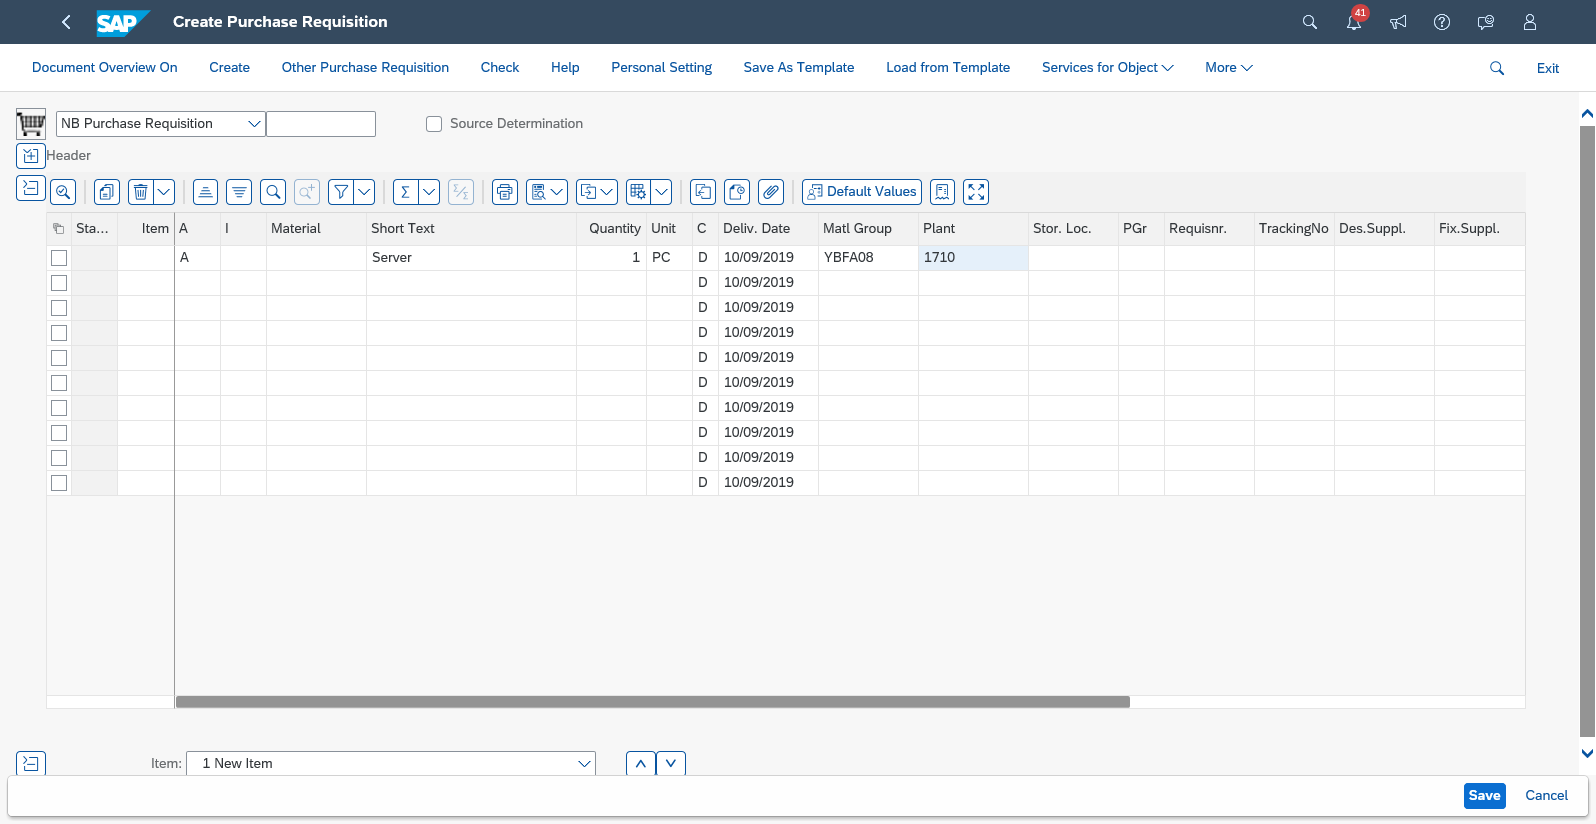 SAP Create Purchase Requisition 41
Document Overview On Create Other Purchase Requisition Check Help Personal Setting Save As Template Load from Template Services for Object More Exit
NB Purchase Requisition Source Determination
Header
Default Values
Sta... Item A I Material Short Text Quantity Unit C Deliv. Date Matl Group Plant Stor. Loc. PGr Requisnr. TrackingNo Des.Suppl. Fix.Suppl.
A Server 1 PC D 10/09/2019 YBFA08 1710
D 10/09/2019
D 10/09/2019
D 10/09/2019
D 10/09/2019
D 10/09/2019
D 10/09/2019
D 10/09/2019
D 10/09/2019
D 10/09/2019
Item: 1 New Item
Save Cancel